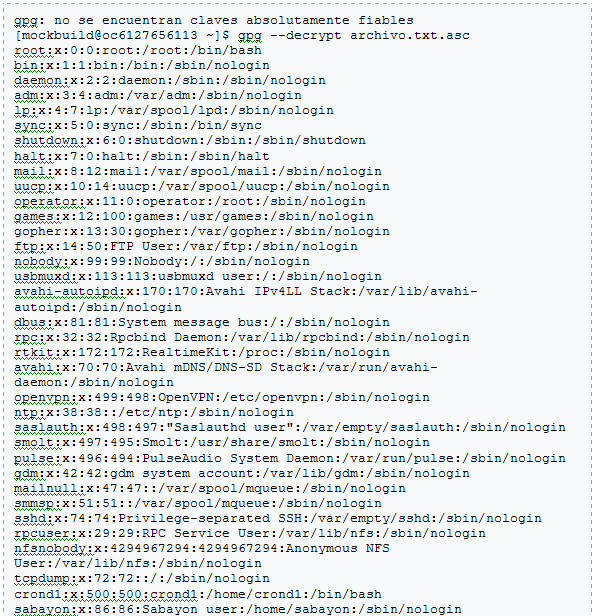 gpg: no se encuentran claves absolutamente fiables
[mockbuild@oc6127656113 ~]$ gpg --decrypt archivo.txt.asc
root:x:0:0:root:/root:/bin/bash
bin:x:1:1:bin:/bin:/sbin/nologin
daemon:x:2:2:daemon:/sbin:/sbin/nologin
adm:x:3:4:adm:/var/adm:/sbin/nologin
lp:x:4:7:lp:/var/spool/lpd:/sbin/nologin
sync:x:5:0:sync:/sbin:/bin/sync
shutdown:x:6:0:shutdown:/sbin:/sbin/shutdown
halt:x:7:0:halt:/sbin:/sbin/halt
mail:x:8:12:mail:/var/spool/mail:/sbin/nologin
uucp:x:10:14:uucp:/var/spool/uucp:/sbin/nologin
operator:x:11:0:operator:/root:/sbin/nologin
games:x:12:100:games:/usr/games:/sbin/nologin
gopher:x:13:30:gopher:/var/gopher:/sbin/nologin
ftp:x:14:50:FTP User:/var/ftp:/sbin/nologin
nobody:x:99:99:Nobody:/:/sbin/nologin
usbmuxd:x:113:113:usbmuxd user:/:/sbin/nologin
avahi-autoipd:x:170:170:Avahi IPv4LL Stack:/var/lib/avahi-
autoipd:/sbin/nologin
dbus:x:81:81:System message bus:/:/sbin/nologin
rpc:x:32:32:Rpcbind Daemon:/var/lib/rpcbind:/sbin/nologin
rtkit:x:172:172:RealtimeKit:/proc:/sbin/nologin
avahi:x:70:70:Avahi mDNS/DNS-SD Stack:/var/run/avahi-
daemon:/sbin/nologin
openvpn:x:499:498:OpenVPN:/etc/openvpn:/sbin/nologin
ntp:x:38:38::/etc/ntp:/sbin/nologin
saslauth:x:498:497:"Saslauthd user":/var/empty/saslauth:/sbin/nologin
smolt:x:497:495:Smolt:/usr/share/smolt:/sbin/nologin
pulse:x:496:494:PulseAudio System Daemon:/var/run/pulse:/sbin/nologin
gdm:x:42:42:gdm system account:/var/lib/gdm:/sbin/nologin
mailnull:x:47:47::/var/spool/mqueue:/sbin/nologin
smmsp:x:51:51::/var/spool/mqueue:/sbin/nologin
sshd:x:74:74:Privilege-separated SSH:/var/empty/sshd:/sbin/nologin
rpcuser:x:29:29:RPC Service User:/var/lib/nfs:/sbin/nologin
nfsnobody:x:4294967294:4294967294:Anonymous NFS
User:/var/lib/nfs:/sbin/nologin
tcpdump:x:72:72::/:/sbin/nologin
crond1:x:500:500:crond1:/home/crond1:/bin/bash
sabayon:x:86:86:Sabayon user:/home/sabayon:/sbin/nologin